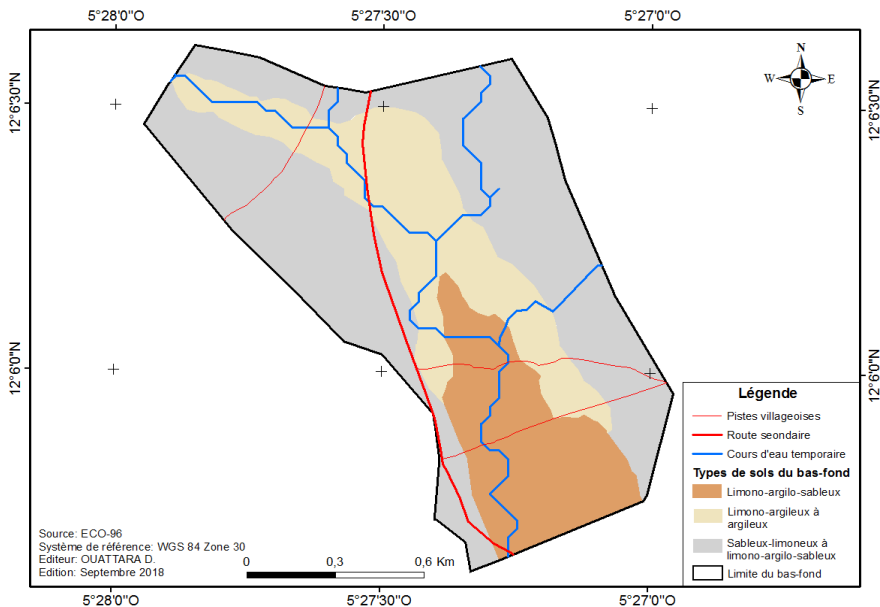 5°28'0"O 5°27'30"O 5°27'0"O
12°6'30"N 12°6'30"N
N
W E
S
12°6'0"N 12°6'0"N
Légende
Pistes villageoises
Route seondaire
Cours d'eau temporaire
Types de sols du bas-fond
Limono-argilo-sableux
Limono-argileux à
argileux
Sableux-limoneux à
limono-argilo-sableux
Limite du bas-fond
Source: ECO-96
Système de référence: WGS 84 Zone 30
Editeur: OUATTARA D.
Edition: Septembre 2018
0 0,3 0,6 Km
5°28'0"O 5°27'30"O 5°27'0"O